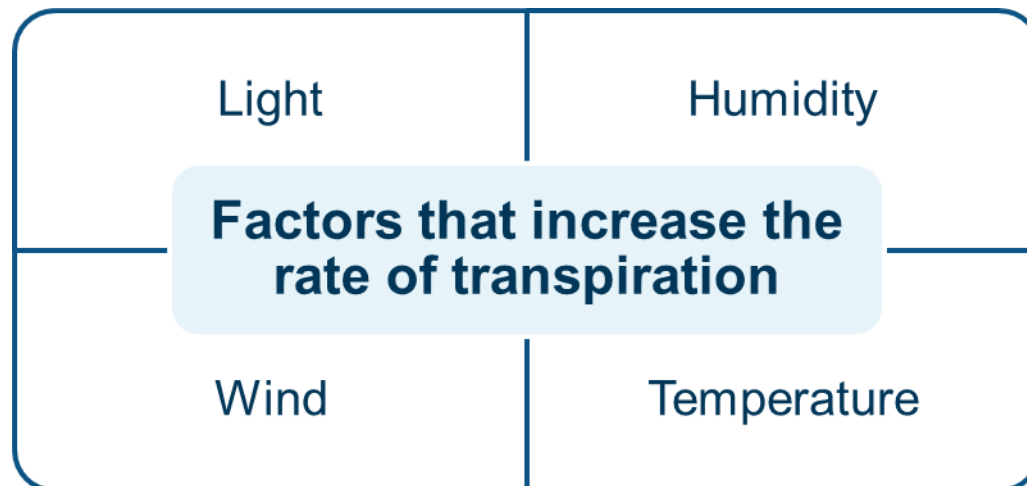 Light
Humidity
Factors that increase the
rate of transpiration
Wind
Temperature